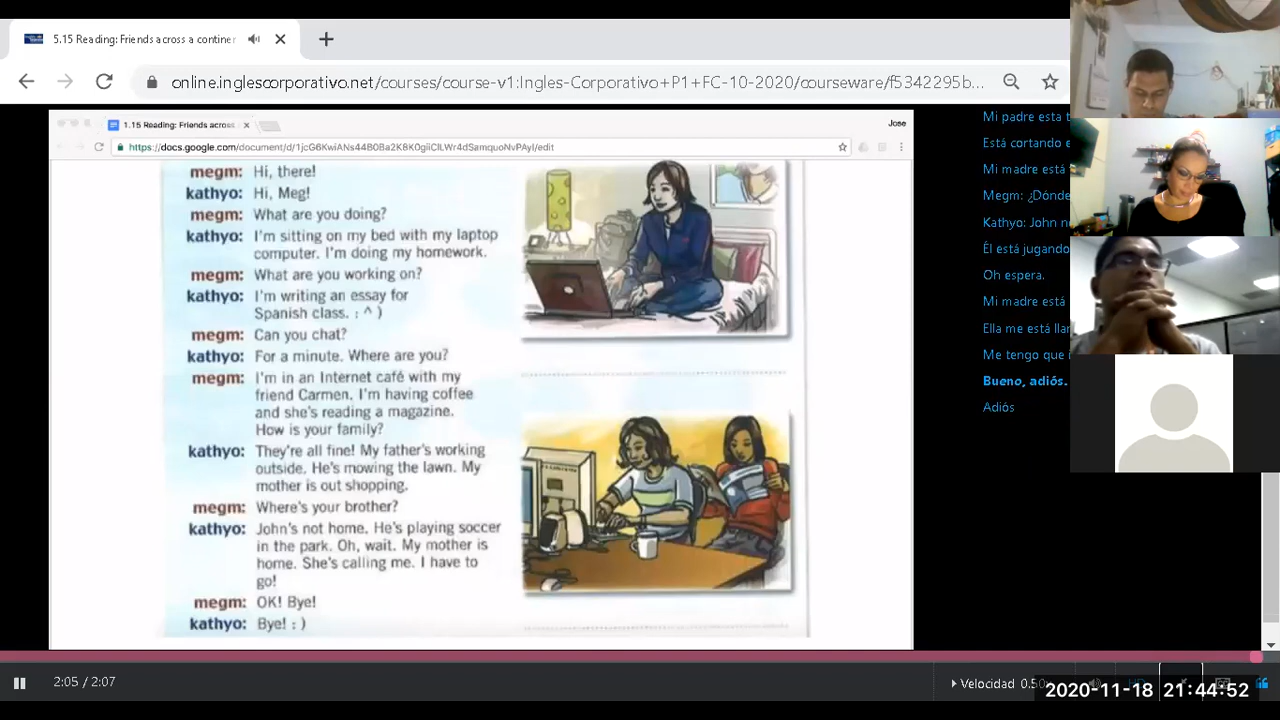 5.15 Reading: Friends across a continer
online.inglescorporativo.net/courses/course-v1:Ingles-Corporativo+P1+FC-10-2020/courseware/f5342295b...
1.15 Reading: Friends across
Jose
https://docs.google.com/document/d/1jcG6KwiANs44B0Ba2K8K0giiCILWr4dSamquoNvPAyI/edit
megm: Hi, there!
kathyo: Hi, Meg!
megm: What are you doing?
kathyo: I'm sitting on my bed with my laptop
computer. I'm doing my homework.
megm: What are you working on?
kathyo: I'm writing an essay for
Spanish class. : ^ )
megm: Can you chat?
kathyo: For a minute. Where are you?
megm: I'm in an Internet café with my
friend Carmen. I'm having coffee
and she's reading a magazine.
How is your family?
kathyo: They're all fine! My father's working
outside. He's mowing the lawn. My
mother is out shopping.
megm: Where's your brother?
kathyo: John's not home. He's playing soccer
in the park. Oh, wait. My mother is
home. She's calling me. I have to
go!
megm: OK! Bye!
kathyo: Bye! : )
Mi padre esta t
Está cortando e
Mi madre está
Megm: ¿Dónde
Kathyo: John n
Él está jugando
Oh espera.
Mi madre está
Ella me está lla
Me tengo que
Bueno, adiós.
Adiós
2:05 / 2:07
Velocidad 0.50x
HD
2020-11-18 21:44:52